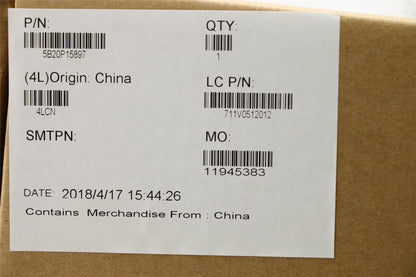 P/N: QTY:
5B20P15897 1
(4L)Origin: China LC P/N:
4LCN 711V0512012
SMTPN: MO:
11945383
DATE: 2018/4/17 15:44:26
Contains Merchandise From : China